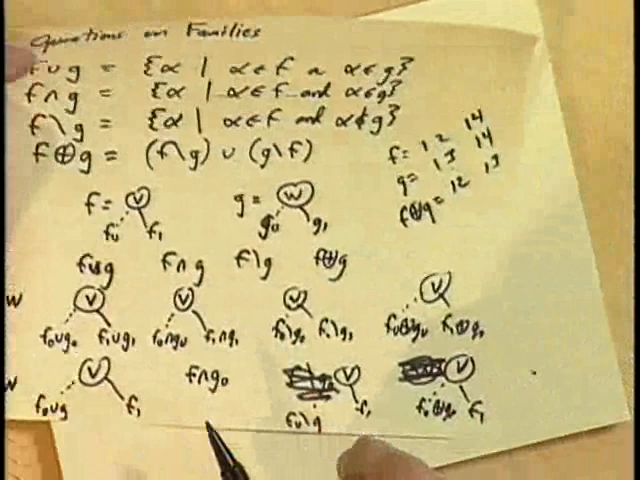 Operations on Families
f∪g = {α | α∈f or α∈g}
f∩g = {α | α∈f and α∈g}
f\g = {α | α∈f and α∉g}
f⊕g = (f\g) ∪ (g\f)
f = 12 14
g = 13 14
f⊕g = 12 13
f = V g = W
f₀ f₁ g₀ g₁
f∪g f∩g f\g f⊕g
V V V V
f₀∪g₀ f₁∪g₁ f₀∩g₀ f₁∩g₁ f₀\g₀ f₁\g₁ f₀⊕g₀ f₁⊕g₁
V f∩g₀ V V
f₀∪g f₁ f₀\g f₁ f₀⊕g f₁